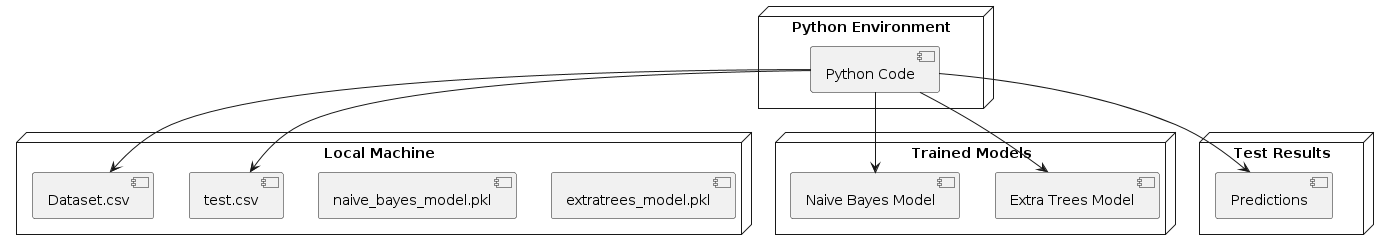 Python Environment
Python Code
Local Machine
Trained Models
Test Results
Dataset.csv
test.csv
naive_bayes_model.pkl
extratrees_model.pkl
Naive Bayes Model
Extra Trees Model
Predictions